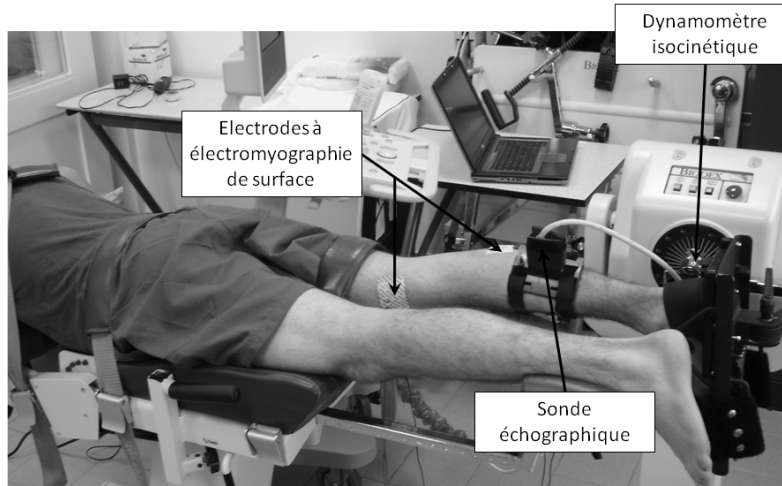 Dynamomètre
isocinétique
Electrodes à
électromyographie
de surface
BIODEX
Sonde
échographique